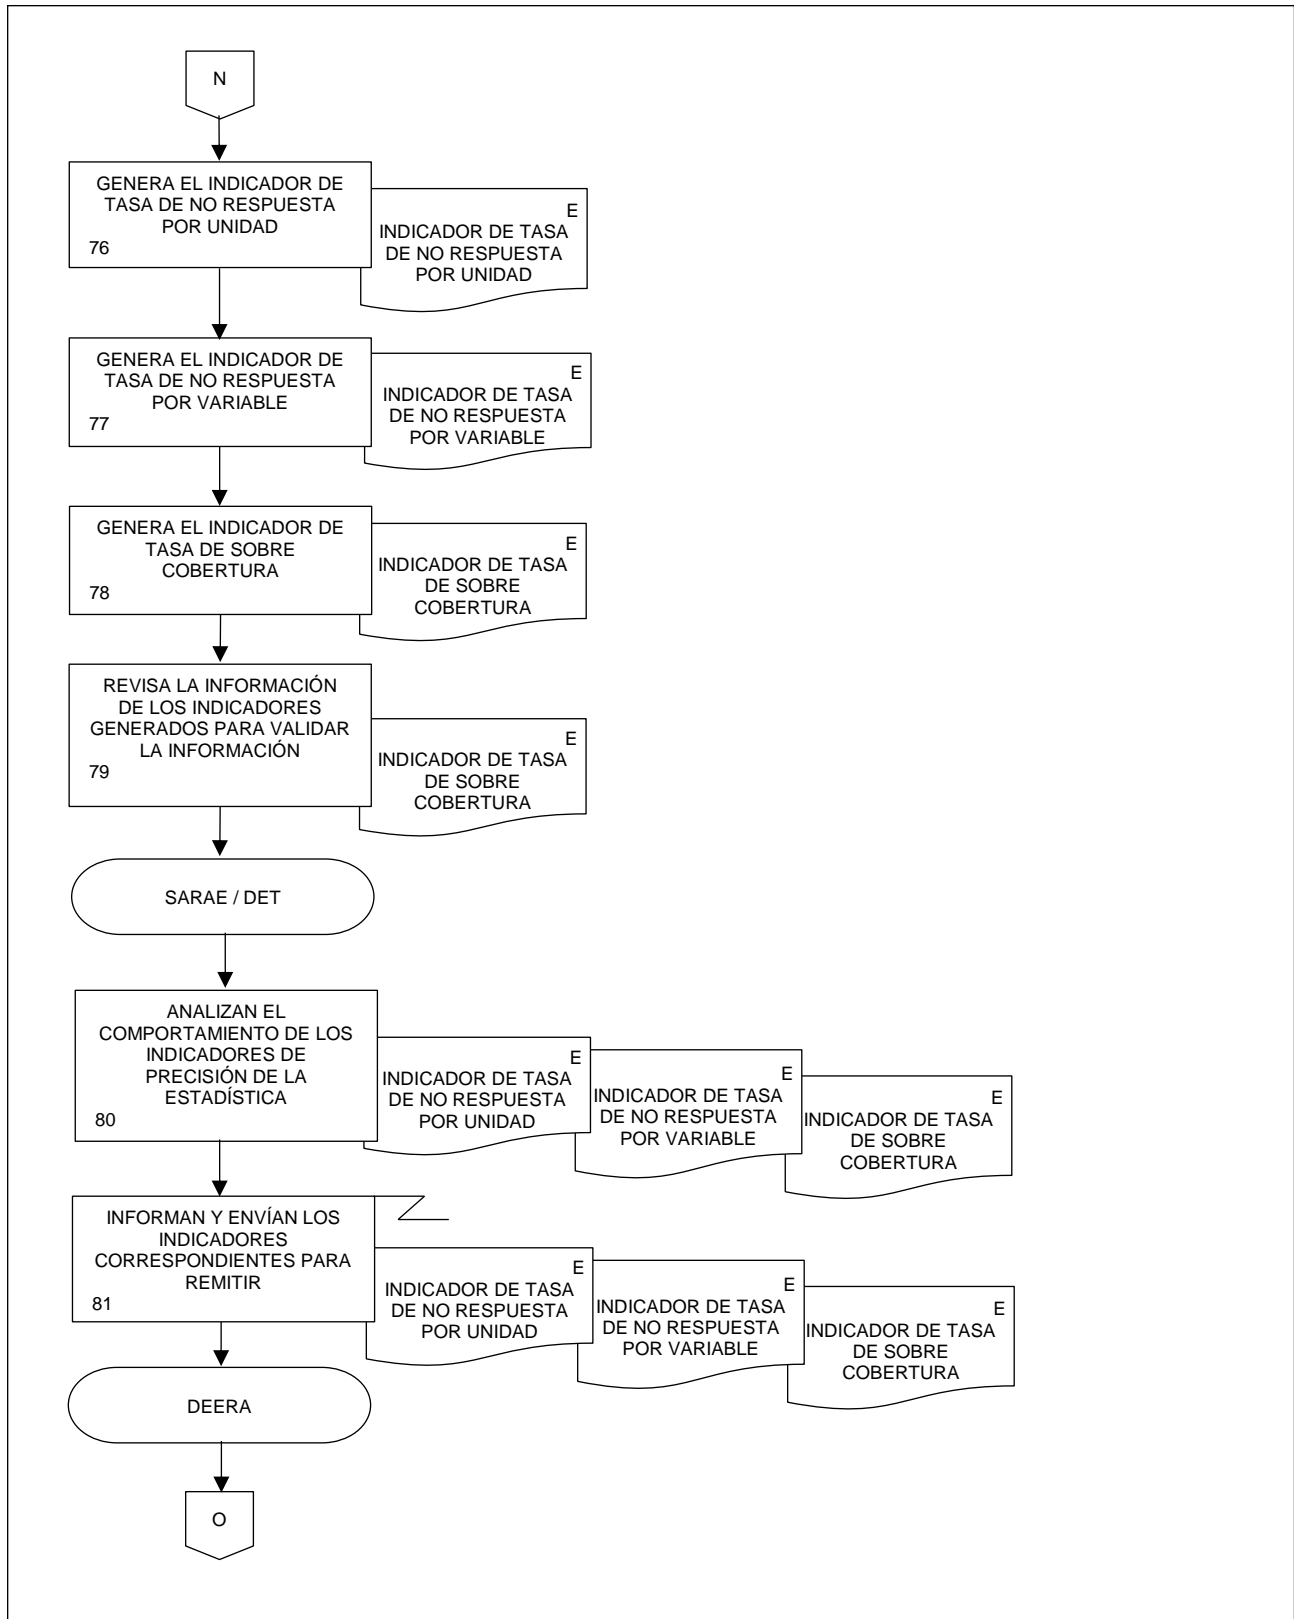 N
GENERA EL INDICADOR DE
TASA DE NO RESPUESTA
POR UNIDAD
76
E
INDICADOR DE TASA
DE NO RESPUESTA
POR UNIDAD
GENERA EL INDICADOR DE
TASA DE NO RESPUESTA
POR VARIABLE
77
E
INDICADOR DE TASA
DE NO RESPUESTA
POR VARIABLE
GENERA EL INDICADOR DE
TASA DE SOBRE
COBERTURA
78
E
INDICADOR DE TASA
DE SOBRE
COBERTURA
REVISA LA INFORMACIÓN
DE LOS INDICADORES
GENERADOS PARA VALIDAR
LA INFORMACIÓN
79
E
INDICADOR DE TASA
DE SOBRE
COBERTURA
SARAE / DET
ANALIZAN EL
COMPORTAMIENTO DE LOS
INDICADORES DE
PRECISIÓN DE LA
ESTADÍSTICA
80
E
INDICADOR DE TASA
DE NO RESPUESTA
POR UNIDAD
E
INDICADOR DE TASA
DE NO RESPUESTA
POR VARIABLE
E
INDICADOR DE TASA
DE SOBRE
COBERTURA
INFORMAN Y ENVÍAN LOS
INDICADORES
CORRESPONDIENTES PARA
REMITIR
81
E
INDICADOR DE TASA
DE NO RESPUESTA
POR UNIDAD
E
INDICADOR DE TASA
DE NO RESPUESTA
POR VARIABLE
E
INDICADOR DE TASA
DE SOBRE
COBERTURA
DEERA
O